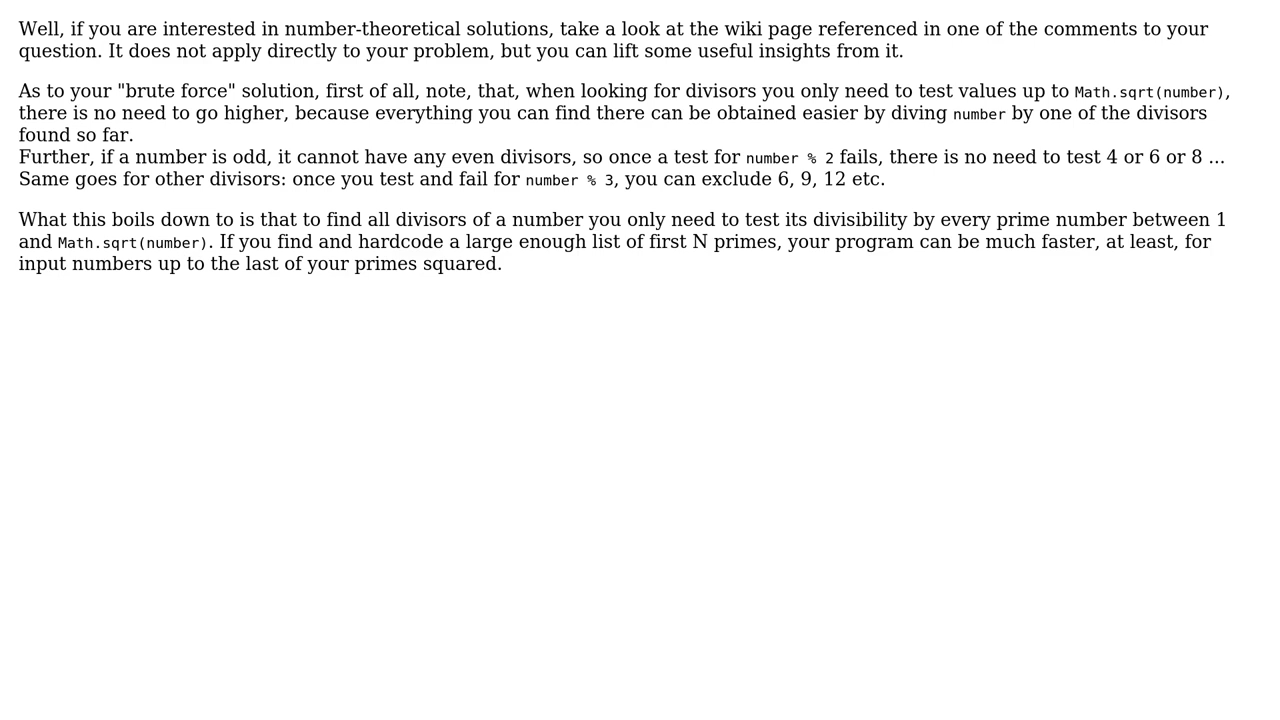 Well, if you are interested in number-theoretical solutions, take a look at the wiki page referenced in one of the comments to your
question. It does not apply directly to your problem, but you can lift some useful insights from it.
As to your "brute force" solution, first of all, note, that, when looking for divisors you only need to test values up to Math.sqrt(number),
there is no need to go higher, because everything you can find there can be obtained easier by diving number by one of the divisors
found so far.
Further, if a number is odd, it cannot have any even divisors, so once a test for number % 2 fails, there is no need to test 4 or 6 or 8 ...
Same goes for other divisors: once you test and fail for number % 3, you can exclude 6, 9, 12 etc.
What this boils down to is that to find all divisors of a number you only need to test its divisibility by every prime number between 1
and Math.sqrt(number). If you find and hardcode a large enough list of first N primes, your program can be much faster, at least, for
input numbers up to the last of your primes squared.